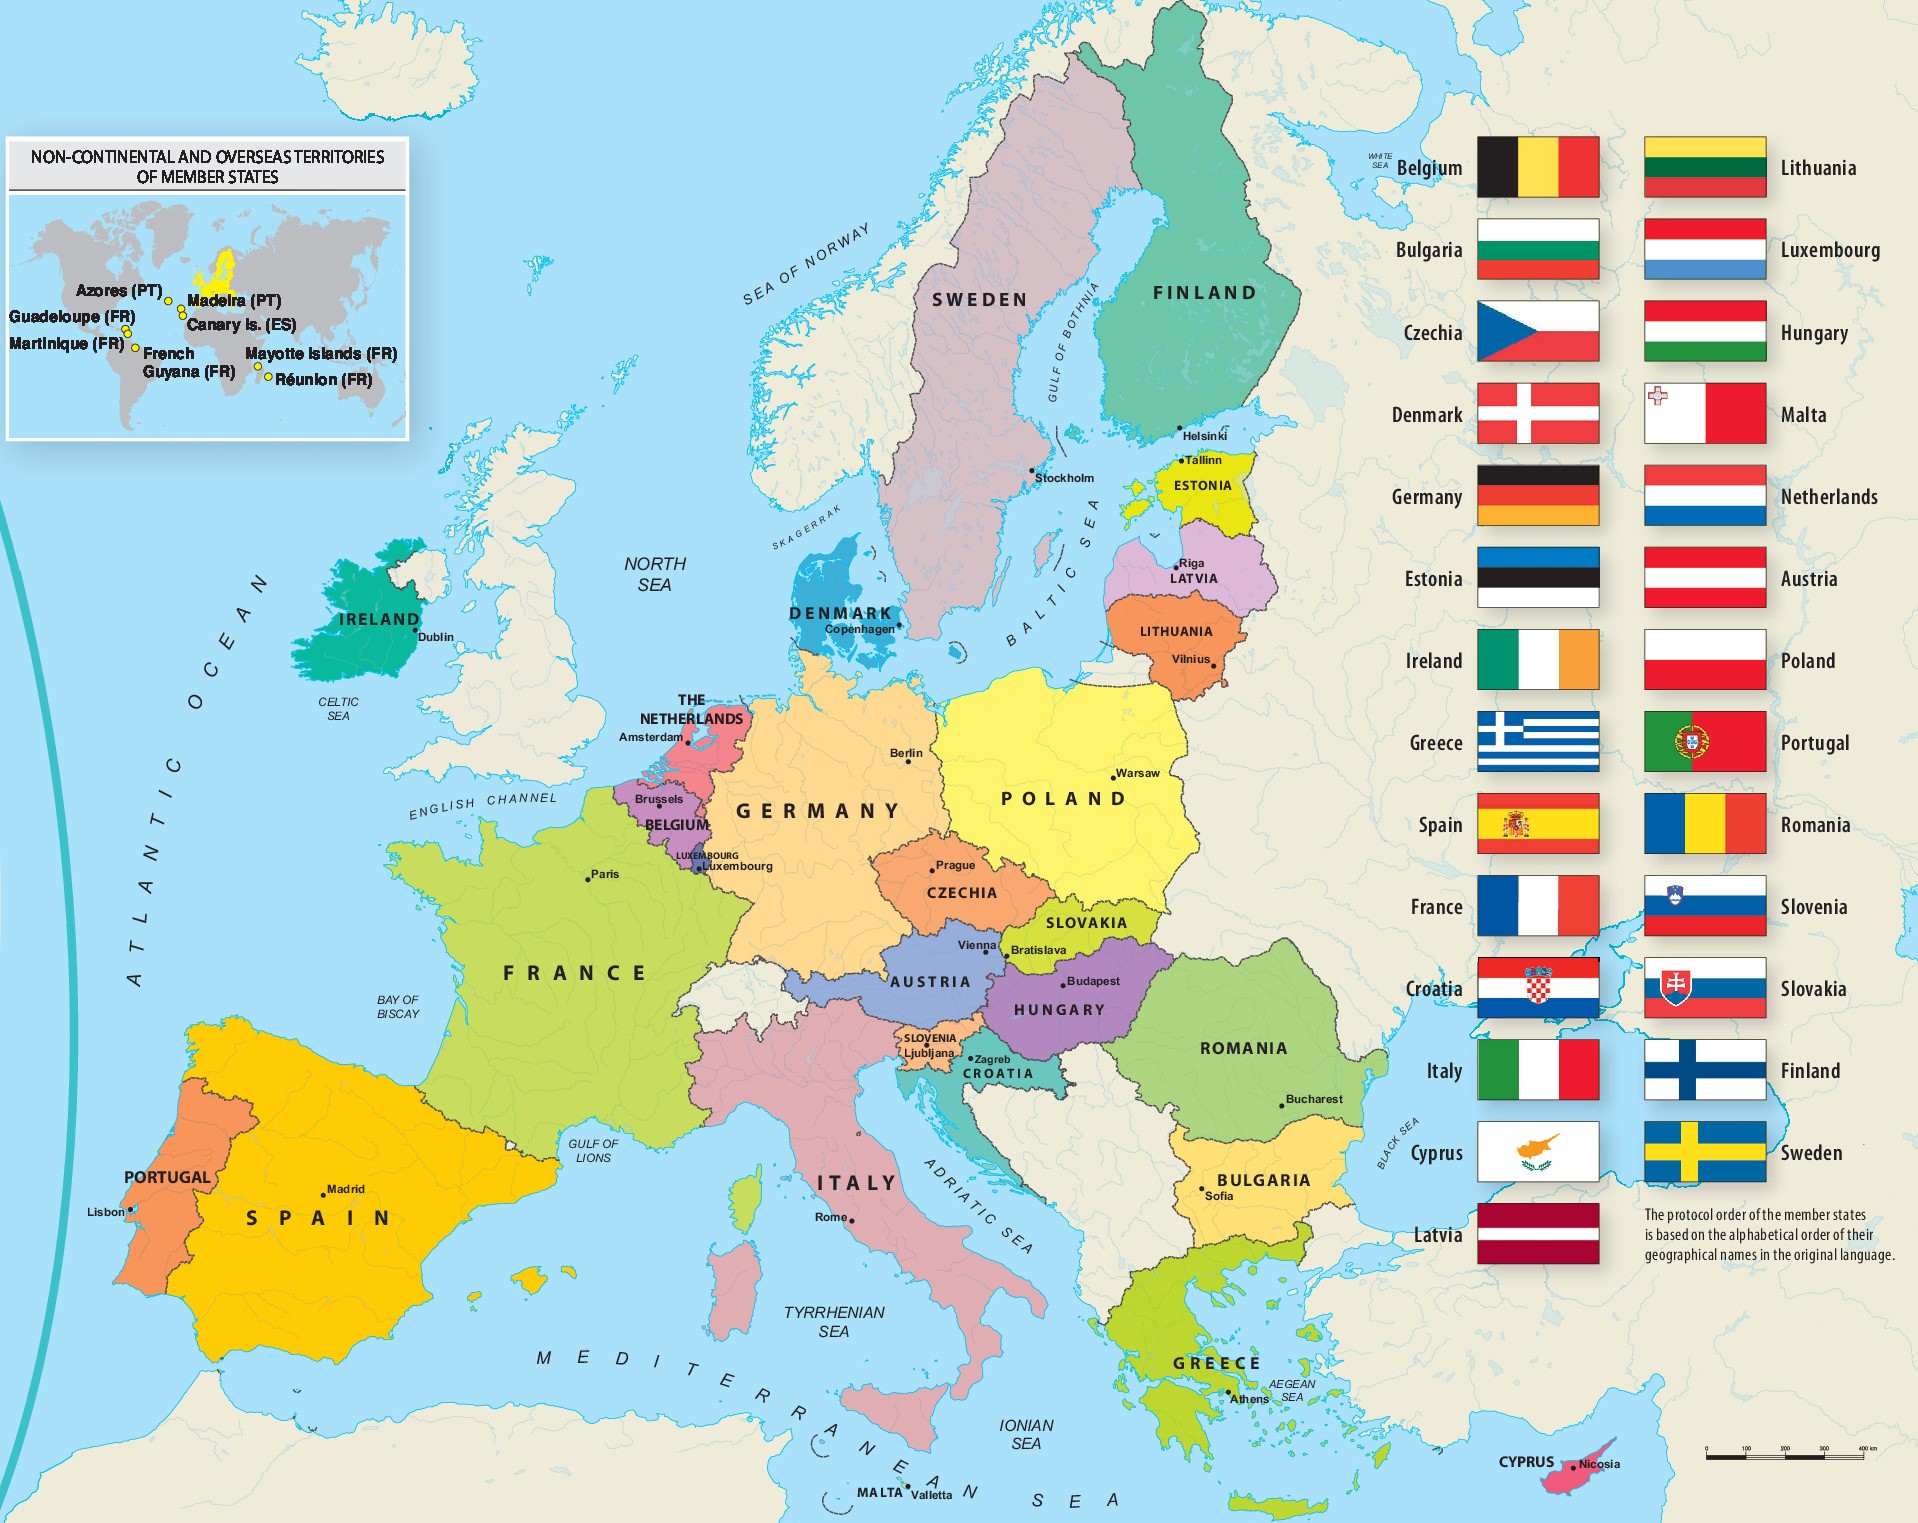 NON-CONTINENTAL AND OVERSEAS TERRITORIES
OF MEMBER STATES
Azores (PT)
Madeira (PT)
Guadeloupe (FR)
Canary Is. (ES)
Martinique (FR)
French
Guyana (FR)
Mayotte Islands (FR)
Réunion (FR)
SEA OF NORWAY
SWEDEN
FINLAND
GULF OF BOTHNIA
Helsinki
Tallinn
Stockholm
ESTONIA
SKAGERRAK
NORTH
SEA
BALTIC SEA
Riga
LATVIA
DENMARK
Copenhagen
IRELAND
Dublin
LITHUANIA
Vilnius
ATLANTIC OCEAN
CELTIC
SEA
THE
NETHERLANDS
Amsterdam
Berlin
Warsaw
POLAND
GERMANY
ENGLISH CHANNEL
Brussels
BELGIUM
LUXEMBOURG
Luxembourg
Paris
Prague
CZECHIA
SLOVAKIA
Bratislava
Vienna
AUSTRIA
FRANCE
Budapest
HUNGARY
BAY OF
BISCAY
SLOVENIA
Ljubljana
Zagreb
CROATIA
ROMANIA
Bucharest
BLACK SEA
GULF OF
LIONS
PORTUGAL
Lisbon
Madrid
SPAIN
ITALY
Rome
ADRIATIC SEA
BULGARIA
Sofia
TYRRHENIAN
SEA
MEDITERRANEAN SEA
GREECE
Athens
AEGEAN
SEA
IONIAN
SEA
MALTA
Valletta
CYPRUS
Nicosia
WHITE
SEA
Belgium
Lithuania
Bulgaria
Luxembourg
Czechia
Hungary
Denmark
Malta
Germany
Netherlands
Estonia
Austria
Ireland
Poland
Greece
Portugal
Spain
Romania
France
Slovenia
Croatia
Slovakia
Italy
Finland
Cyprus
Sweden
Latvia
The protocol order of the member states
is based on the alphabetical order of their
geographical names in the original language.
0 100 200 300 400 km